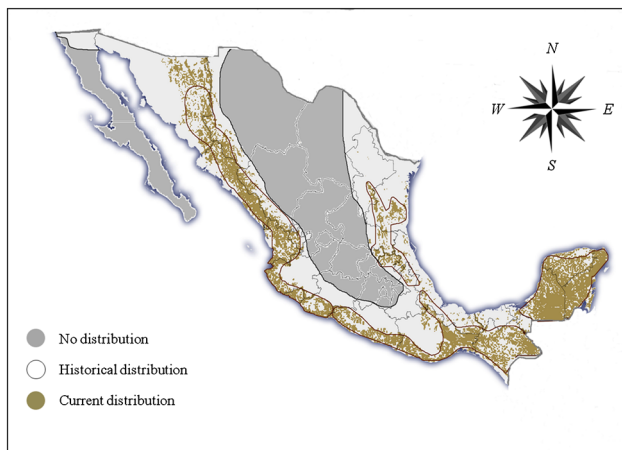 N
W E
S
No distribution
Historical distribution
Current distribution